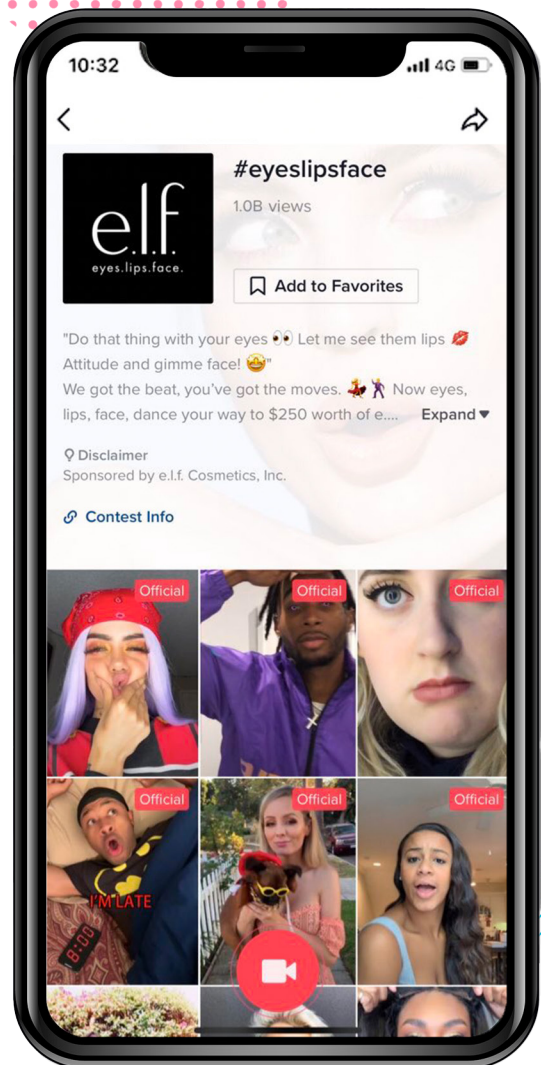 10:32
4G
#eyeslipsface
1.0B views
e.l.f.
eyes.lips.face.
Add to Favorites
"Do that thing with your eyes 👀 Let me see them lips 💋
Attitude and gimme face! 🤩"
We got the beat, you've got the moves. 💃🕺 Now eyes,
lips, face, dance your way to $250 worth of e.... Expand ▼
Disclaimer
Sponsored by e.l.f. Cosmetics, Inc.
Contest Info
Official
Official
Official
Official
Official
Official
I'M LATE
8:00